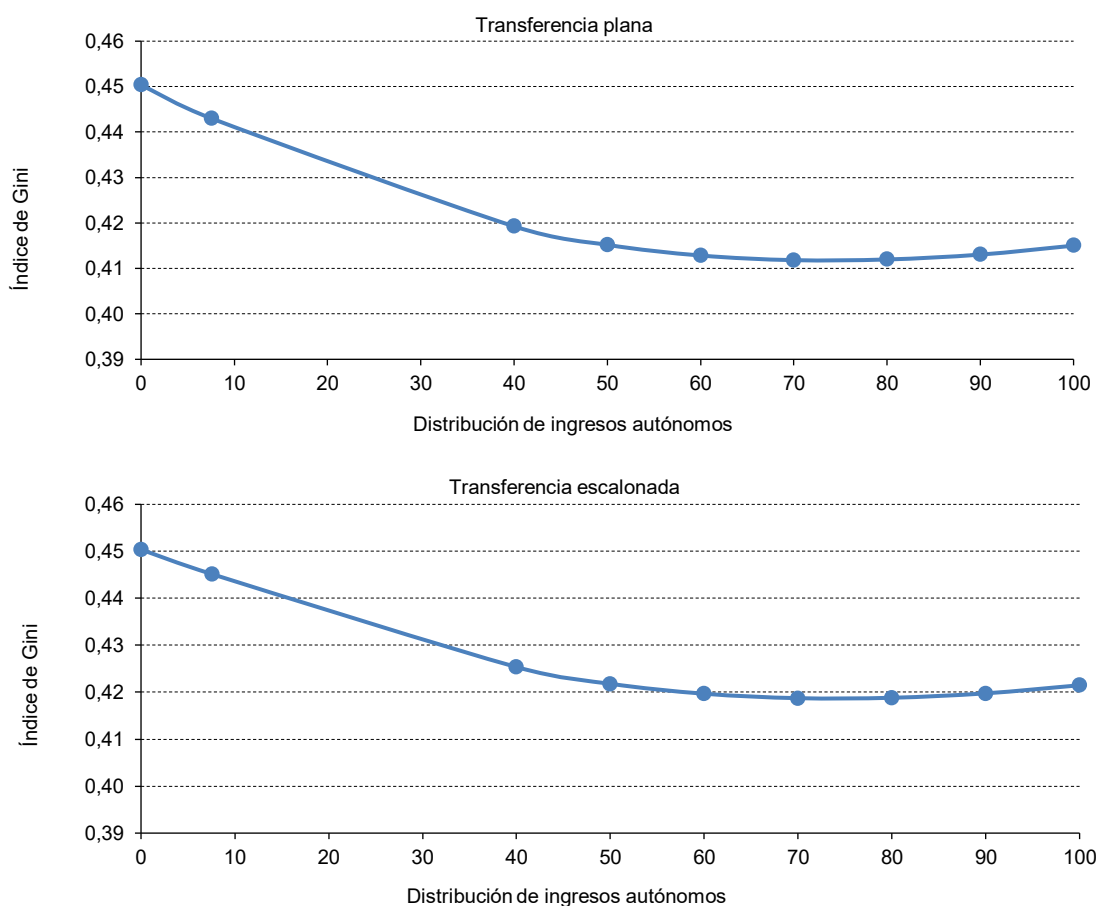 Transferencia plana
0,46
0,45
0,44
0,43
0,42
0,41
0,40
0,39
Índice de Gini
0 10 20 30 40 50 60 70 80 90 100
Distribución de ingresos autónomos
Transferencia escalonada
0,46
0,45
0,44
0,43
0,42
0,41
0,40
0,39
Índice de Gini
0 10 20 30 40 50 60 70 80 90 100
Distribución de ingresos autónomos